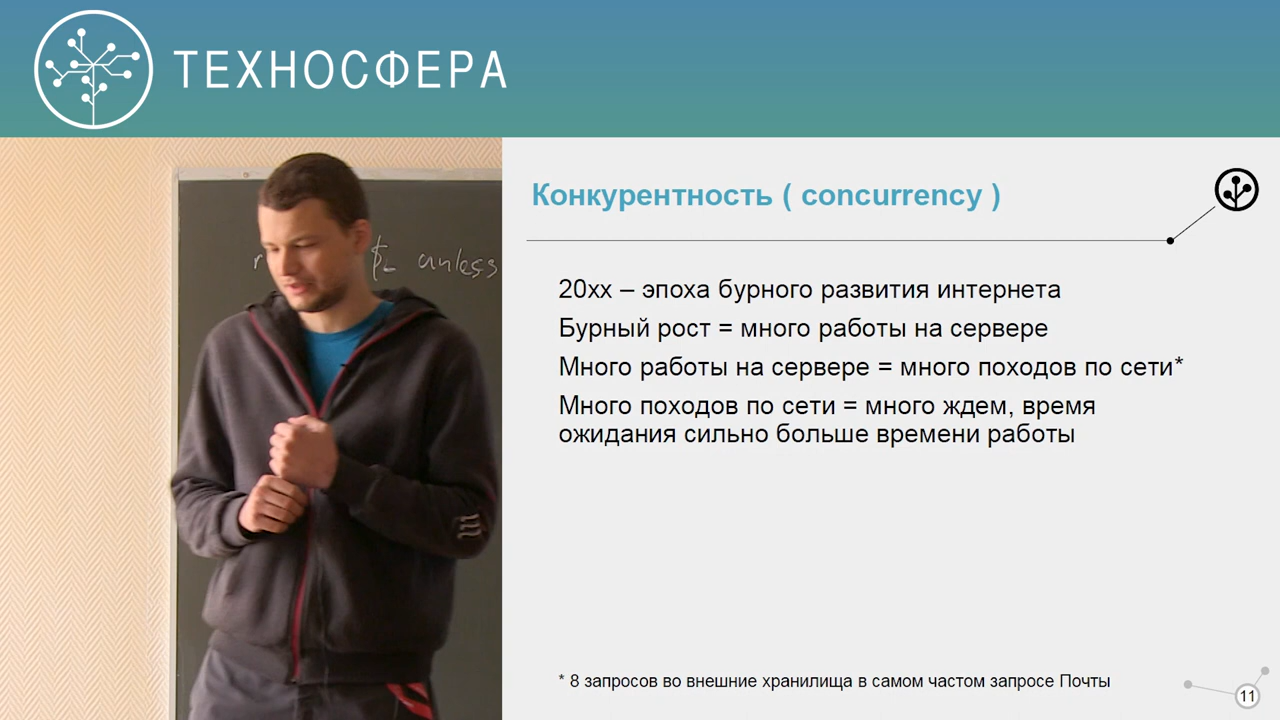 ТЕХНОСФЕРА
Конкурентность ( concurrency )
$_ unless
20xx – эпоха бурного развития интернета
Бурный рост = много работы на сервере
Много работы на сервере = много походов по сети*
Много походов по сети = много ждем, время
ожидания сильно больше времени работы
* 8 запросов во внешние хранилища в самом частом запросе Почты
11